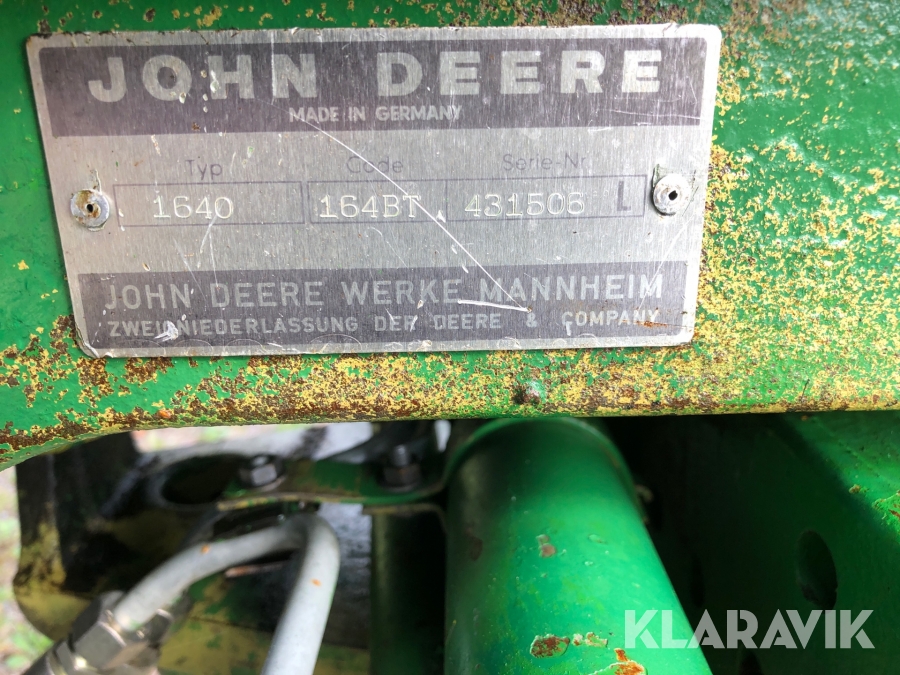 JOHN DEERE
MADE IN GERMANY
Typ Code Serie-Nr.
1640 164BT 431506 L
JOHN DEERE WERKE MANNHEIM
ZWEIGNIEDERLASSUNG DER DEERE & COMPANY
KLARAVIK